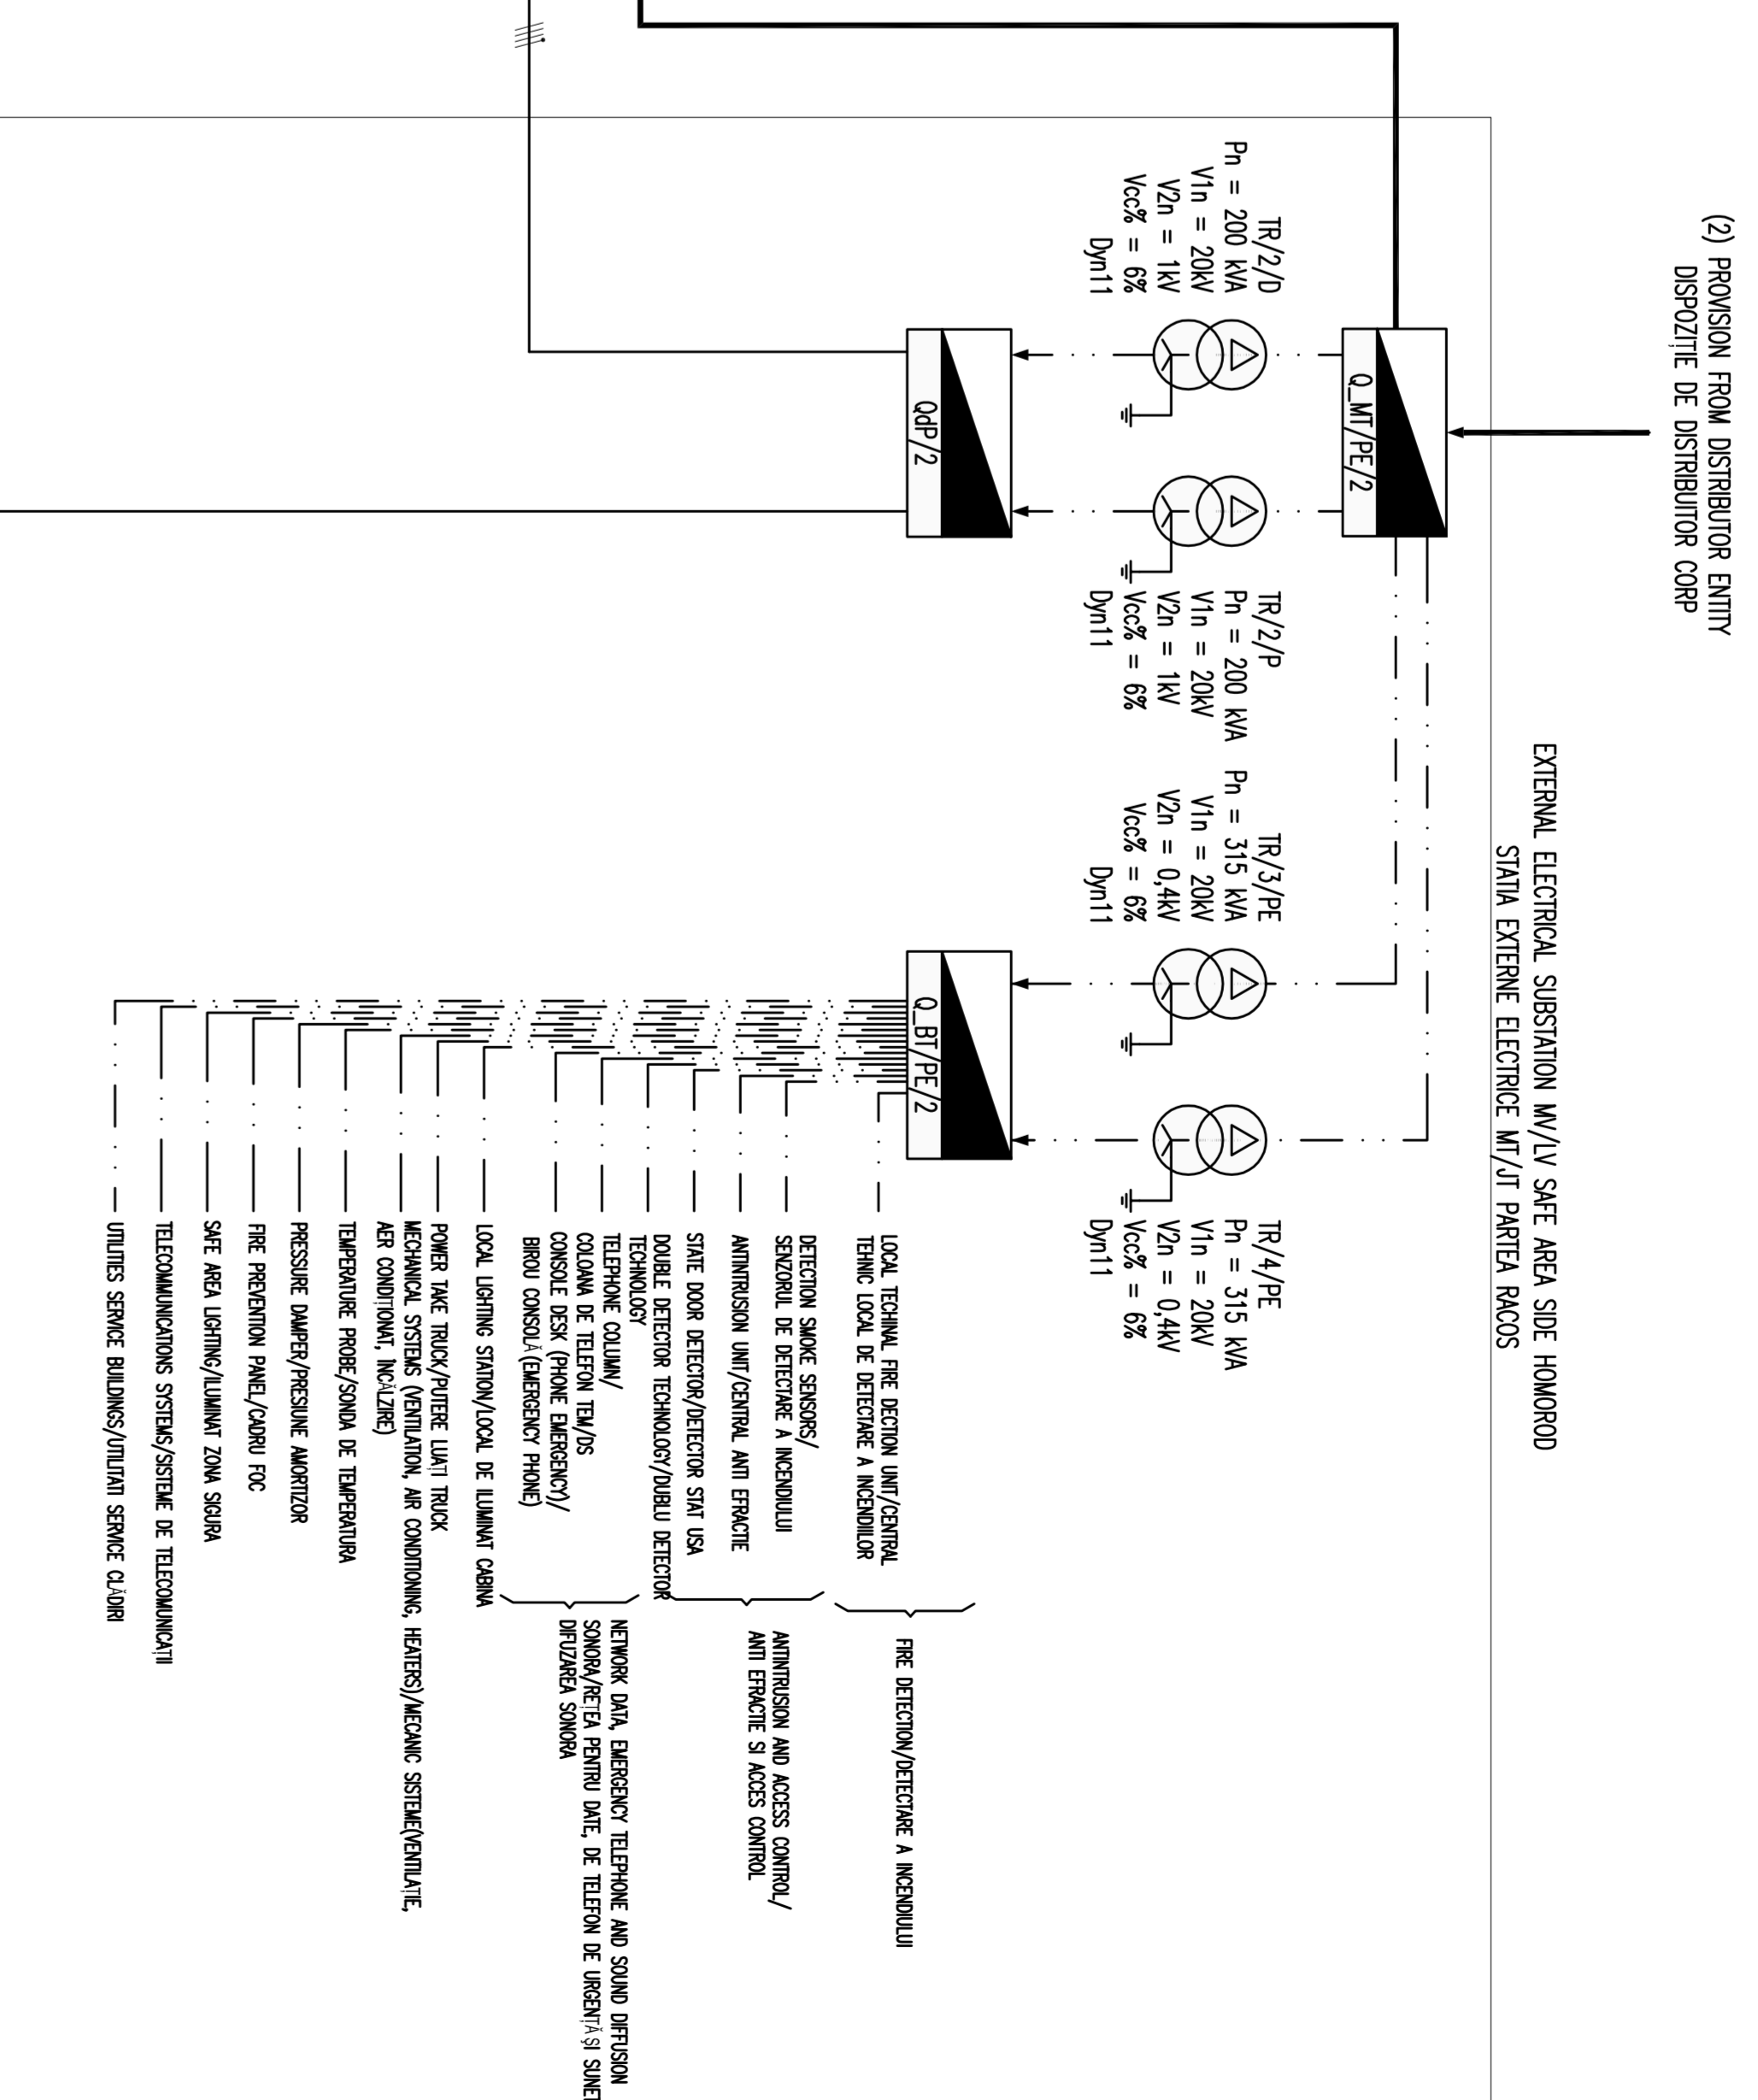 (2) PROVISION FROM DISTRIBUTOR ENTITY
DISPOZIȚIE DE DISTRIBUITOR CORP
EXTERNAL ELECTRICAL SUBSTATION MV/LV SAFE AREA SIDE HOMOROD
STATIA EXTERNE ELECTRICE MT/JT PARTEA RACOS
Q_MT/PE/2
TR/2/D
Pn = 200 kVA
V1n = 20kV
V2n = 1kV
Vcc% = 6%
Dyn11
TR/2/P
Pn = 200 kVA
V1n = 20kV
V2n = 1kV
Vcc% = 6%
Dyn11
TR/3/PE
Pn = 315 kVA
V1n = 20kV
V2n = 0,4kV
Vcc% = 6%
Dyn11
TR/4/PE
Pn = 315 kVA
V1n = 20kV
V2n = 0,4kV
Vcc% = 6%
Dyn11
QdP/2
Q_BT/PE/2
LOCAL TECHINAL FIRE DECTION UNIT/CENTRAL
TEHNIC LOCAL DE DETECTARE A INCENDIILOR
DETECTION SMOKE SENSORS/
SENZORUL DE DETECTARE A INCENDIULUI
FIRE DETECTION/DETECTARE A INCENDIULUI
ANTINTRUSION UNIT/CENTRAL ANTI EFRACTIE
STATE DOOR DETECTOR/DETECTOR STAT USA
DOUBLE DETECTOR TECHNOLOGY/DUBLU DETECTOR
TECHNOLOGY
ANTINTRUSION AND ACCESS CONTROL/
ANTI EFRACTIE SI ACCES CONTROL
TELEPHONE COLUMN/
COLOANA DE TELEFON TEM/DS
CONSOLE DESK (PHONE EMERGENCY)/
BIROU CONSOLĂ (EMERGENCY PHONE)
NETWORK DATA, EMERGENCY TELEPHONE AND SOUND DIFFUSION
SONORA/REȚEA PENTRU DATE, DE TELEFON DE URGENȚĂ ȘI SUNET
DIFUZAREA SONORA
LOCAL LIGHTING STATION/LOCAL DE ILUMINAT CABINA
POWER TAKE TRUCK/PUTERE LUAȚI TRUCK
MECHANICAL SYSTEMS (VENTILATION, AIR CONDITIONING, HEATERS)/MECANIC SISTEME(VENTILAȚIE,
AER CONDIȚIONAT, ÎNCĂLZIRE)
TEMPERATURE PROBE/SONDA DE TEMPERATURA
PRESSURE DAMPER/PRESIUNE AMORTIZOR
FIRE PREVENTION PANEL/CADRU FOC
SAFE AREA LIGHTING/ILUMINAT ZONA SIGURA
TELECOMMUNICATIONS SYSTEMS/SISTEME DE TELECOMUNICAȚII
UTILITIES SERVICE BUILDINGS/UTILITATI SERVICE CLĂDIRI